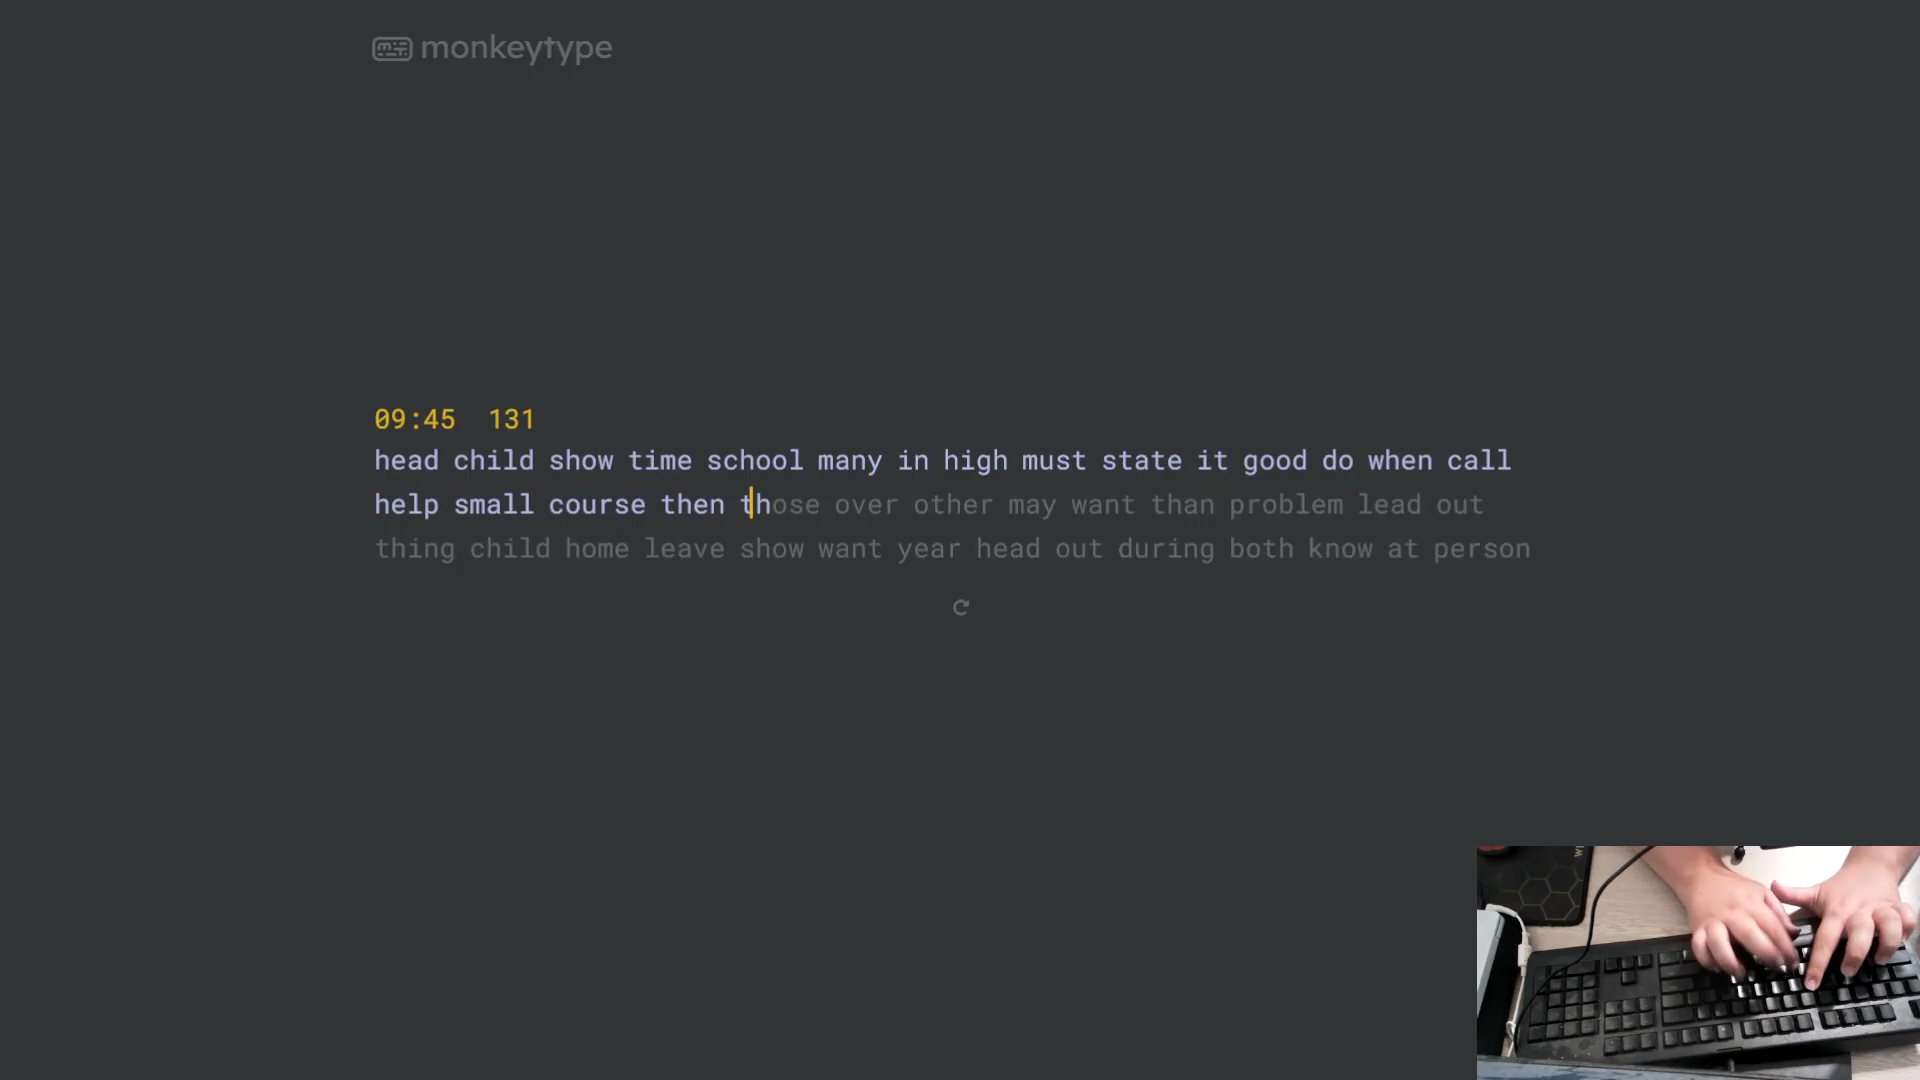 monkeytype
09:45 131
head child show time school many in high must state it good do when call
help small course then those over other may want than problem lead out
thing child home leave show want year head out during both know at person